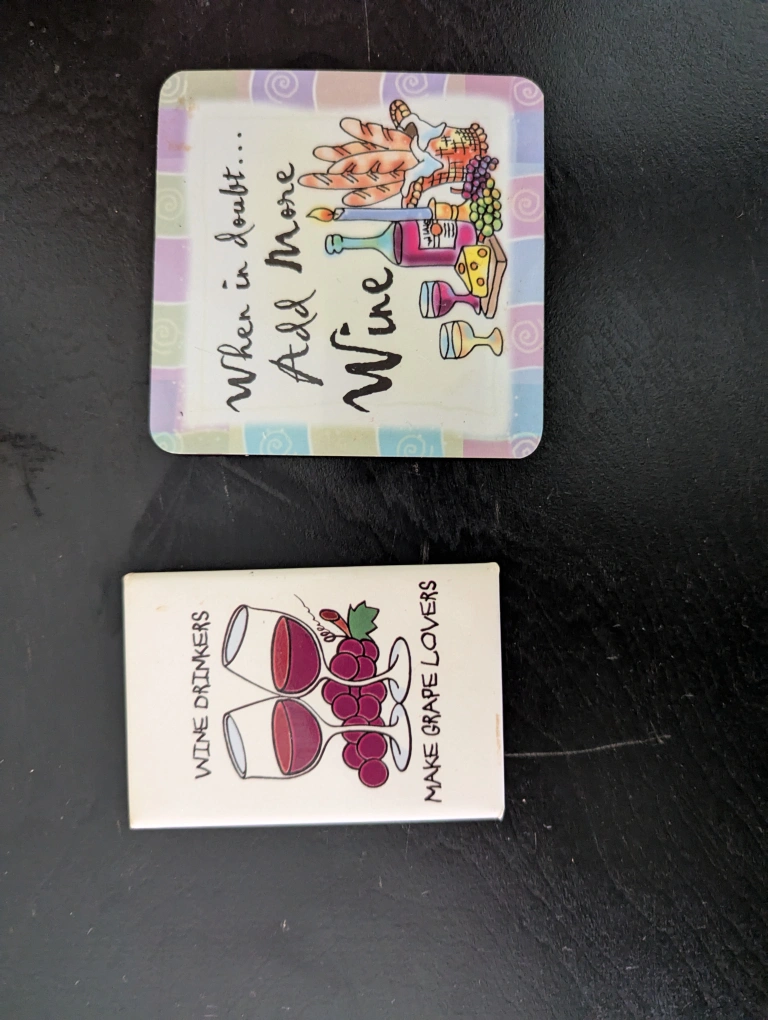 When in doubt...
Add More
Wine
WINE DRINKERS
MAKE GRAPE LOVERS